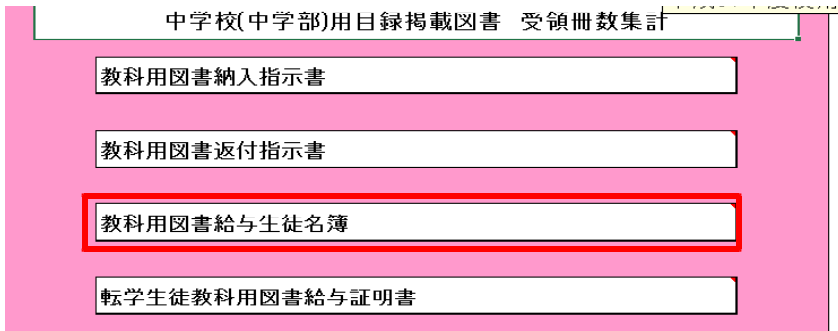 中学校(中学部)用目録掲載図書 受領冊数集計
教科用図書納入指示書
教科用図書返付指示書
教科用図書給与生徒名簿
転学生徒教科用図書給与証明書